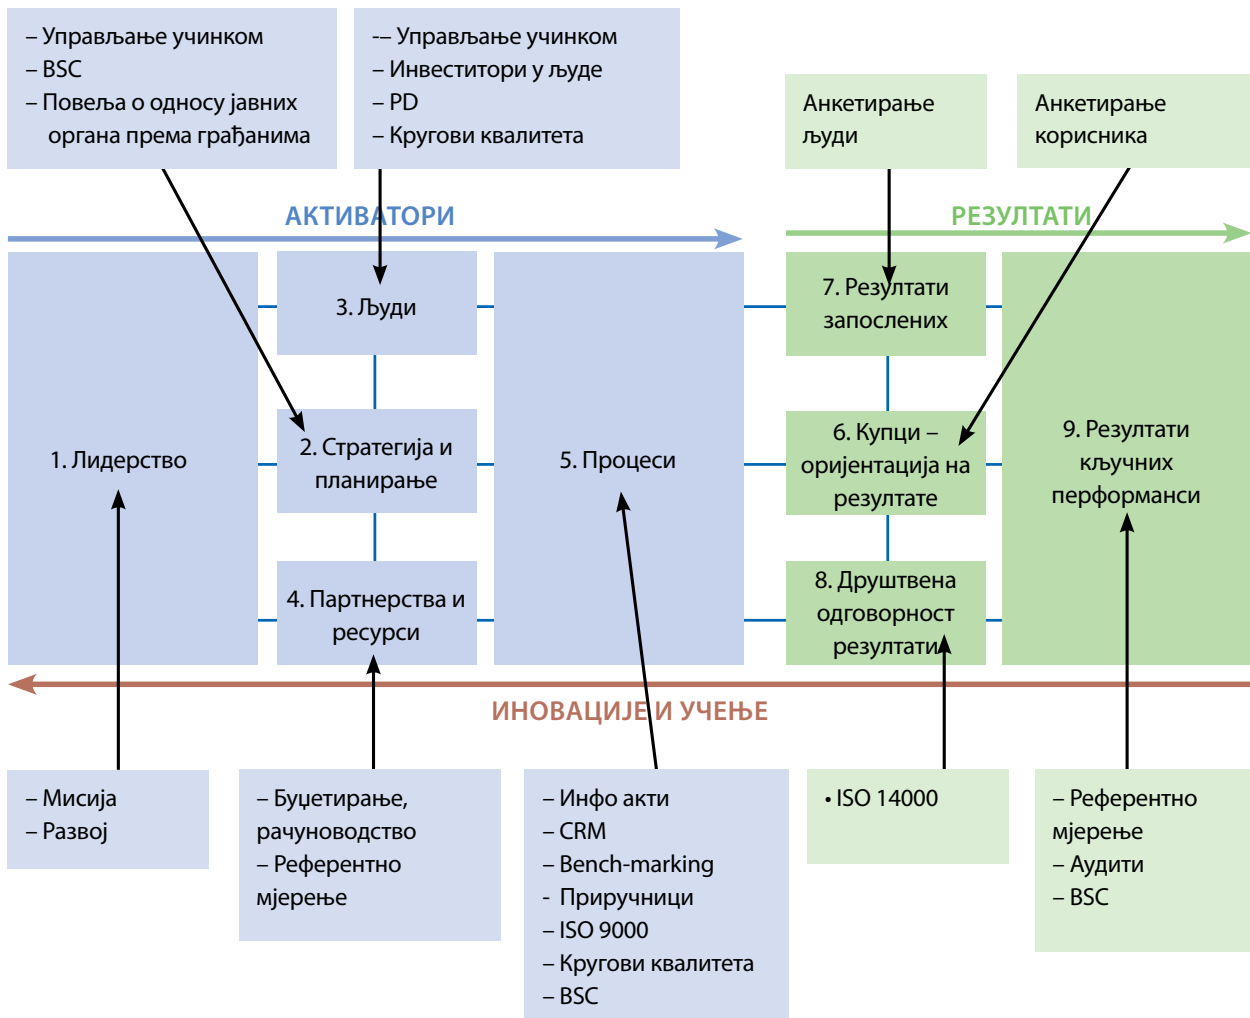 – Управљање учинком
– BSC
– Повеља о односу јавних
органа према грађанима
-– Управљање учинком
– Инвеститори у људе
– PD
– Кругови квалитета
Анкетирање
људи
Анкетирање
корисника
АКТИВАТОРИ
РЕЗУЛТАТИ
1. Лидерство
3. Људи
2. Стратегија и
планирање
4. Партнерства и
ресурси
5. Процеси
7. Резултати
запослених
6. Купци –
оријентација на
резултате
8. Друштвена
одговорност
резултати
9. Резултати
кључних
перформанси
ИНОВАЦИЈЕ И УЧЕЊЕ
– Мисија
– Развој
– Буџетирање,
рачуноводство
– Референтно
мјерење
– Инфо акти
– CRM
– Bench-marking
- Приручници
– ISO 9000
– Кругови квалитета
– BSC
• ISO 14000
– Референтно
мјерење
– Аудити
– BSC